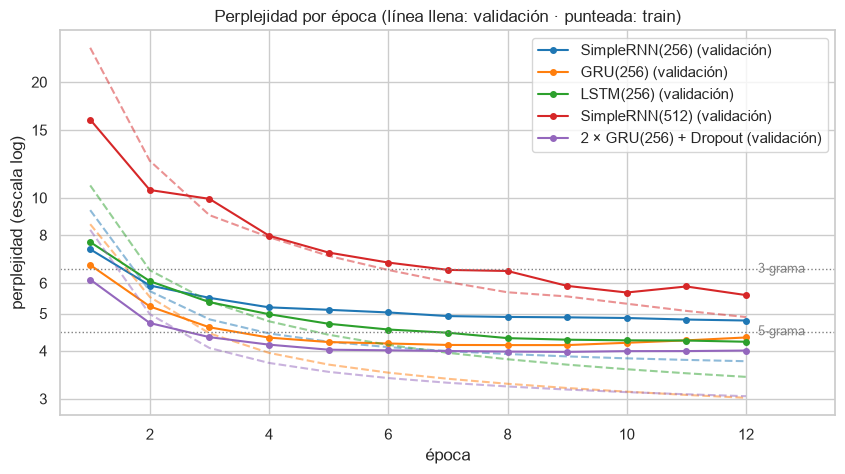 Perplejidad por época (línea llena: validación · punteada: train)
perplejidad (escala log)
20
15
10
8
6
5
4
3
SimpleRNN(256) (validación)
GRU(256) (validación)
LSTM(256) (validación)
SimpleRNN(512) (validación)
2 × GRU(256) + Dropout (validación)
3-grama
5-grama
2
4
6
8
10
12
época